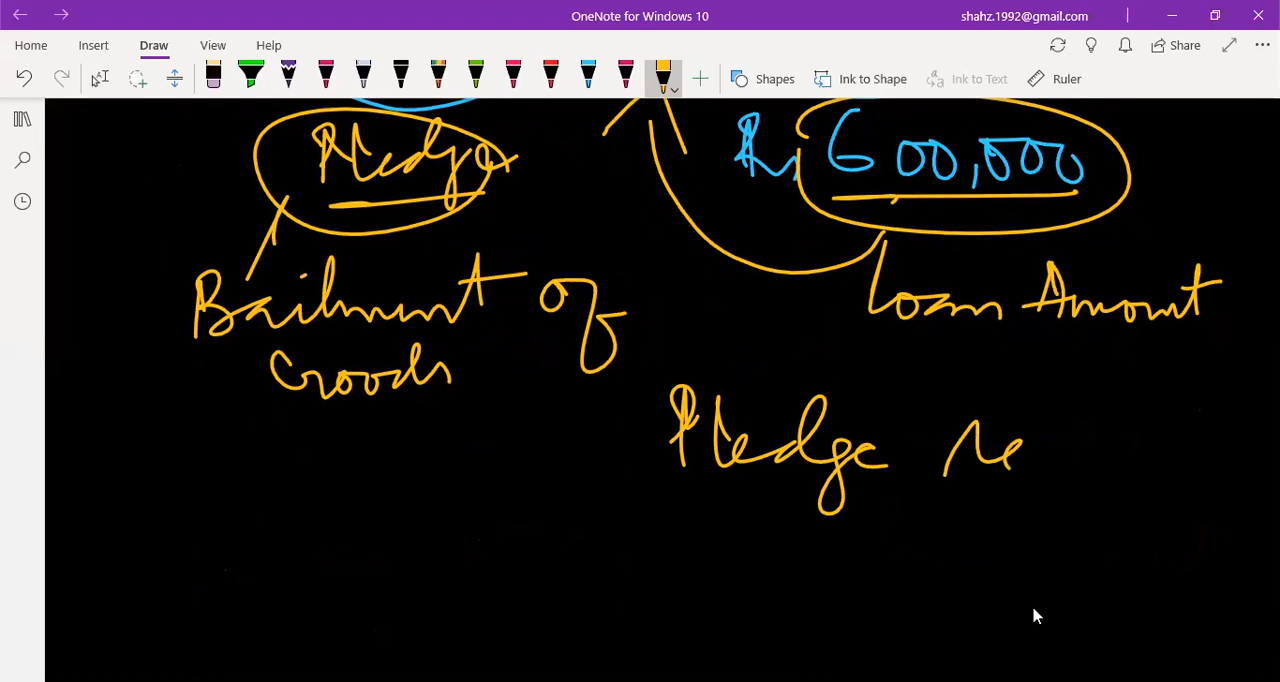 OneNote for Windows 10
shahz.1992@gmail.com
Home Insert Draw View Help Share
Shapes Ink to Shape Ink to Text Ruler
Pledge Rs 600,000
Bailment of Goods
Loan Amount
Pledge